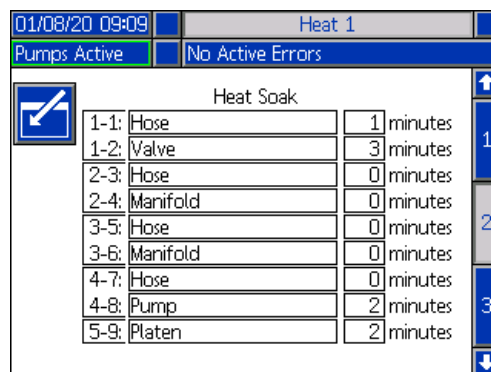 01/08/20 09:09 Heat 1
Pumps Active No Active Errors
Heat Soak
1-1: Hose 1 minutes
1-2: Valve 3 minutes
2-3: Hose 0 minutes
2-4: Manifold 0 minutes
3-5: Hose 0 minutes
3-6: Manifold 0 minutes
4-7: Hose 0 minutes
4-8: Pump 2 minutes
5-9: Platen 2 minutes
1
2
3